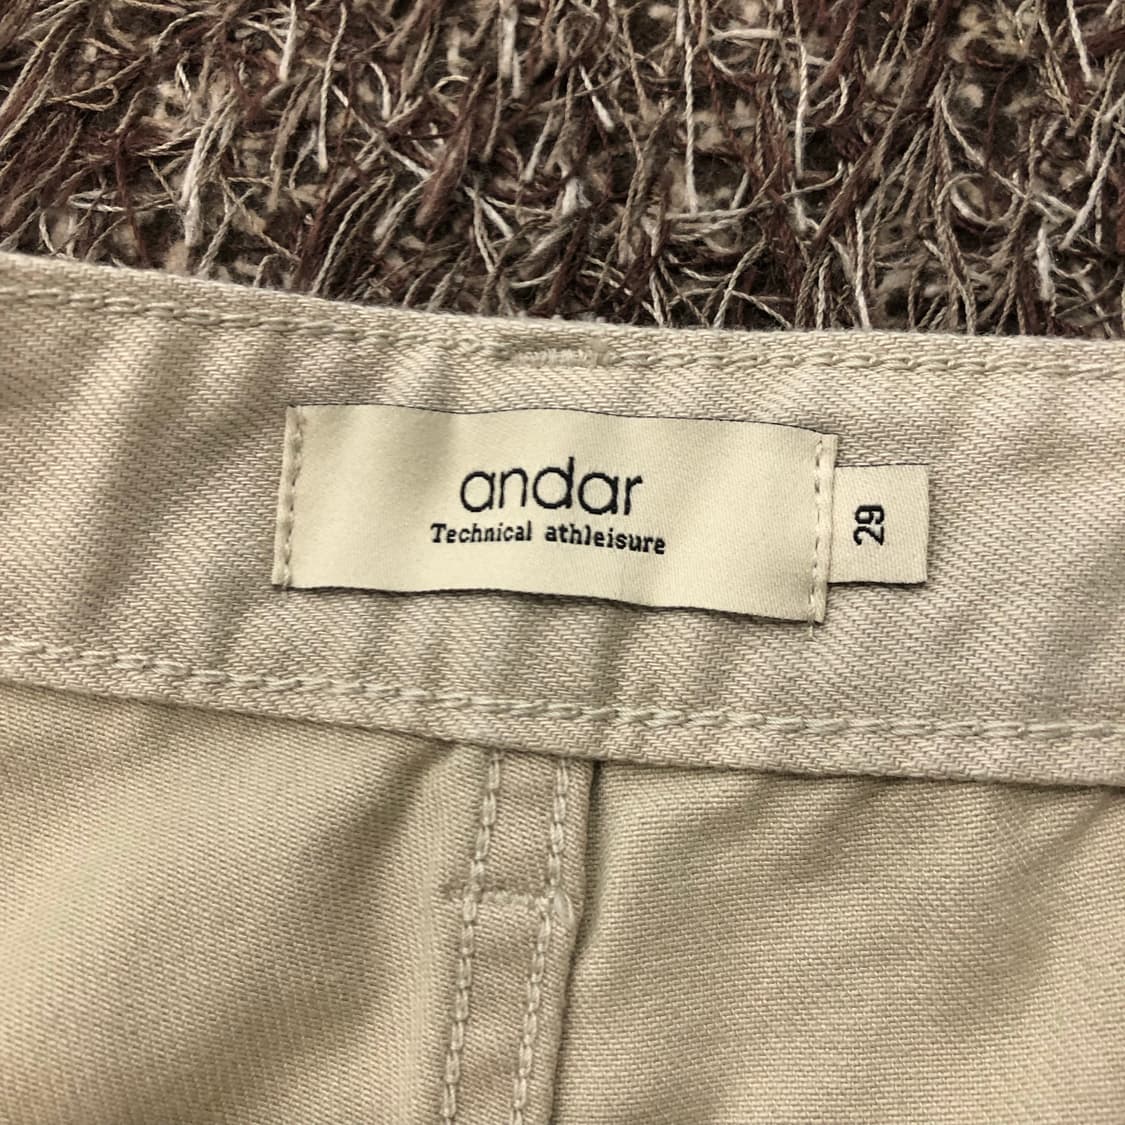 andar
Technical athleisure
29